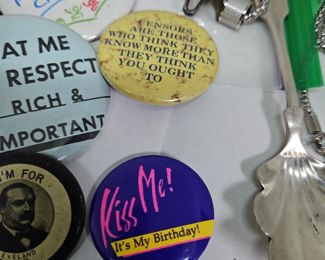 AT ME
RESPECT
RICH &
IMPORTANT
CENSORS
ARE THOSE
WHO THINK THEY
KNOW MORE THAN
THEY THINK
YOU OUGHT
TO
I'M FOR
CLEVELAND
Kiss Me!
It's My Birthday!